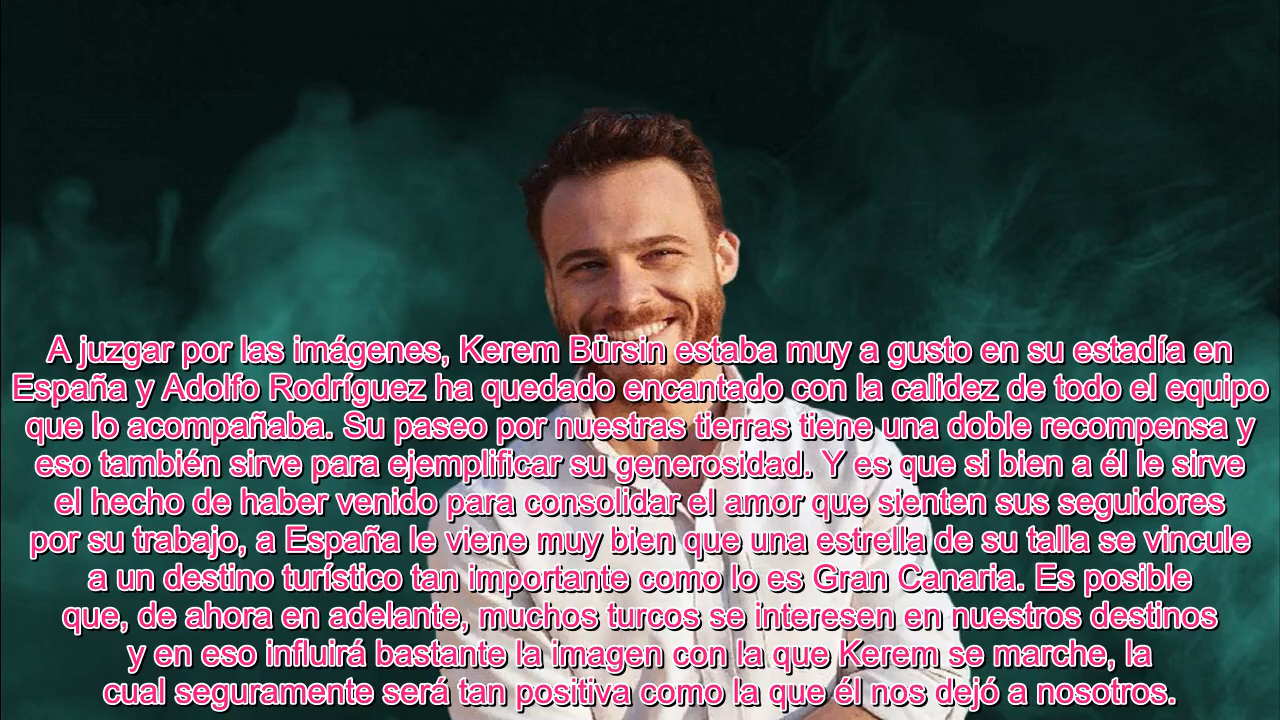 A juzgar por las imágenes, Kerem Bürsin estaba muy a gusto en su estadía en
España y Adolfo Rodríguez ha quedado encantado con la calidez de todo el equipo
que lo acompañaba. Su paseo por nuestras tierras tiene una doble recompensa y
eso también sirve para ejemplificar su generosidad. Y es que si bien a él le sirve
el hecho de haber venido para consolidar el amor que sienten sus seguidores
por su trabajo, a España le viene muy bien que una estrella de su talla se vincule
a un destino turístico tan importante como lo es Gran Canaria. Es posible
que, de ahora en adelante, muchos turcos se interesen en nuestros destinos
y en eso influirá bastante la imagen con la que Kerem se marche, la
cual seguramente será tan positiva como la que él nos dejó a nosotros.